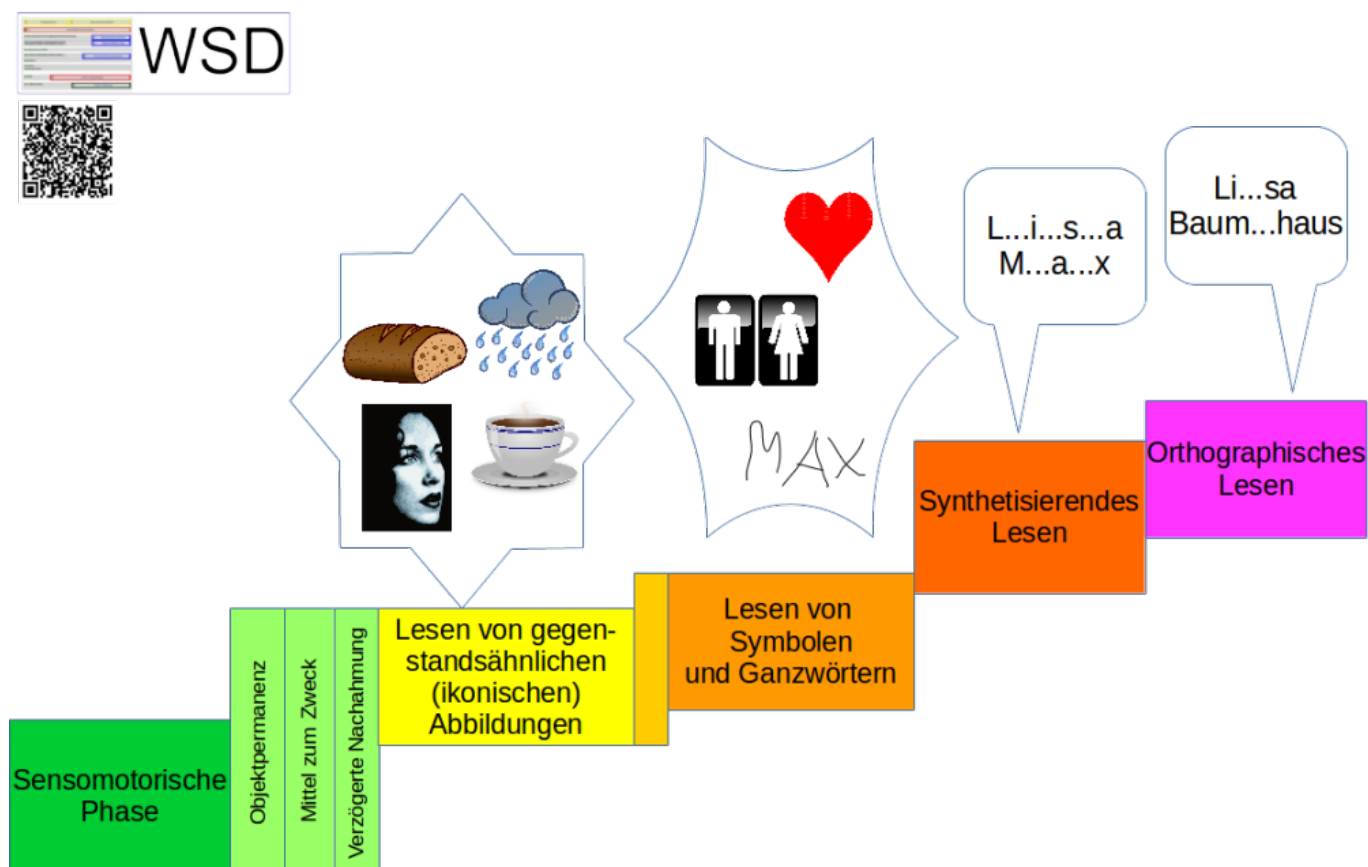 WSD
L...i...s...a
M...a...x
Li...sa
Baum...haus
MAX
Sensomotorische
Phase
Objektpermanenz
Mittel zum Zweck
Verzögerte Nachahmung
Lesen von gegen-
standsähnlichen
(ikonischen)
Abbildungen
Lesen von
Symbolen
und Ganzwörtern
Synthetisierendes
Lesen
Orthographisches
Lesen